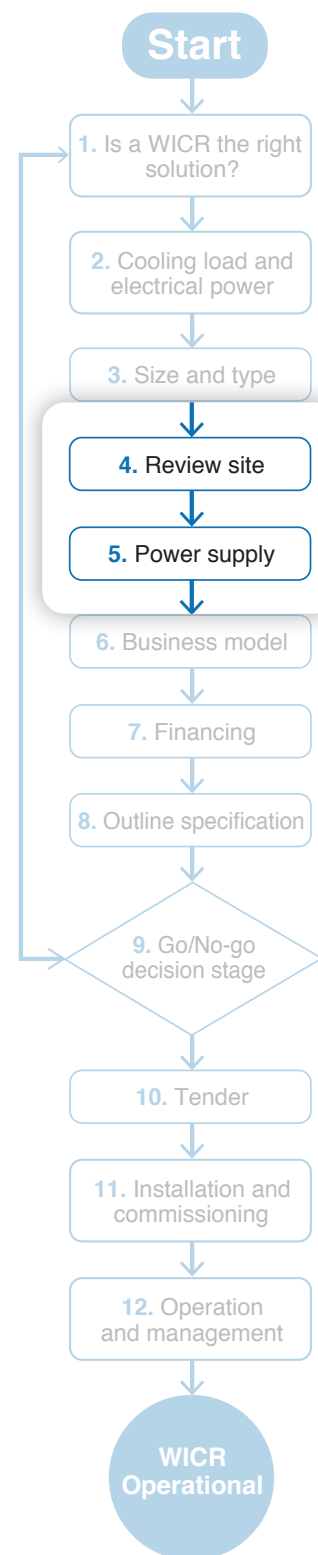 Start
1. Is a WICR the right
solution?
2. Cooling load and
electrical power
3. Size and type
4. Review site
5. Power supply
6. Business model
7. Financing
8. Outline specification
9. Go/No-go
decision stage
10. Tender
11. Installation and
commissioning
12. Operation
and management
WICR
Operational